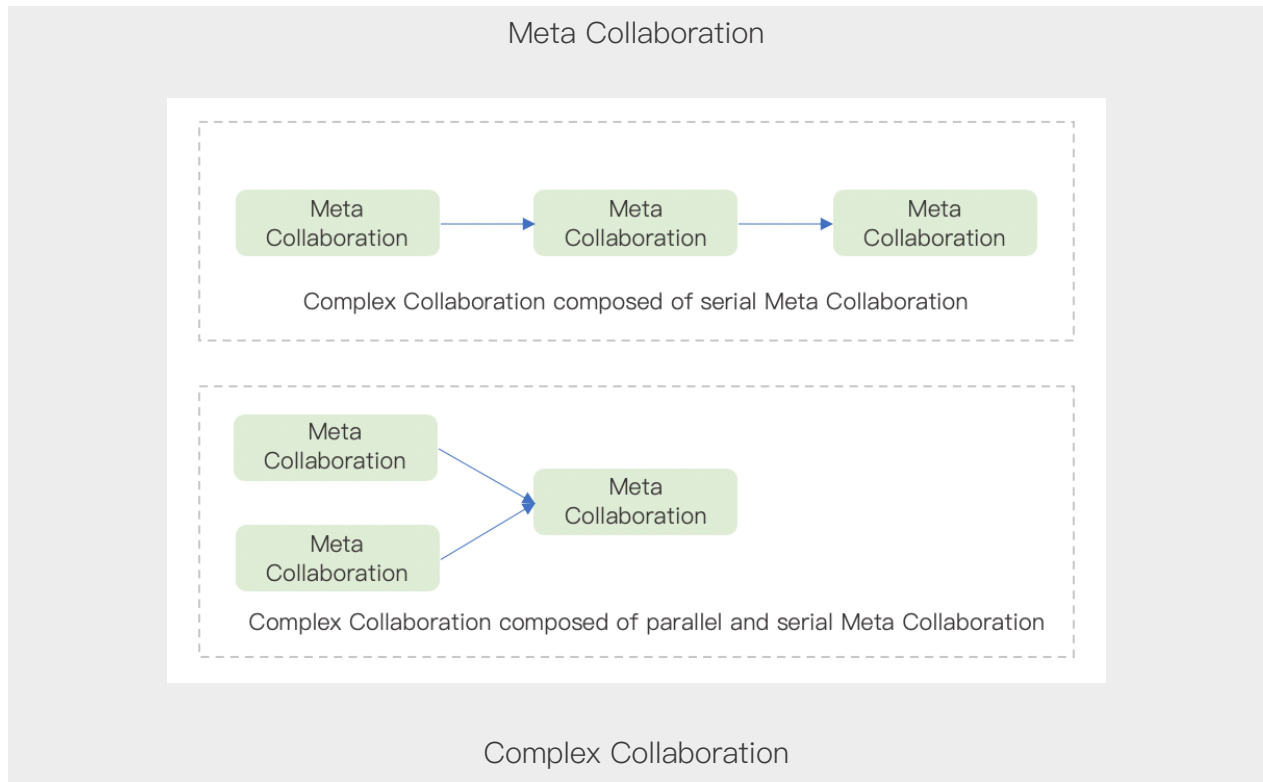 Meta Collaboration
Meta
Collaboration
Meta
Collaboration
Meta
Collaboration
Complex Collaboration composed of serial Meta Collaboration
Meta
Collaboration
Meta
Collaboration
Meta
Collaboration
Complex Collaboration composed of parallel and serial Meta Collaboration
Complex Collaboration